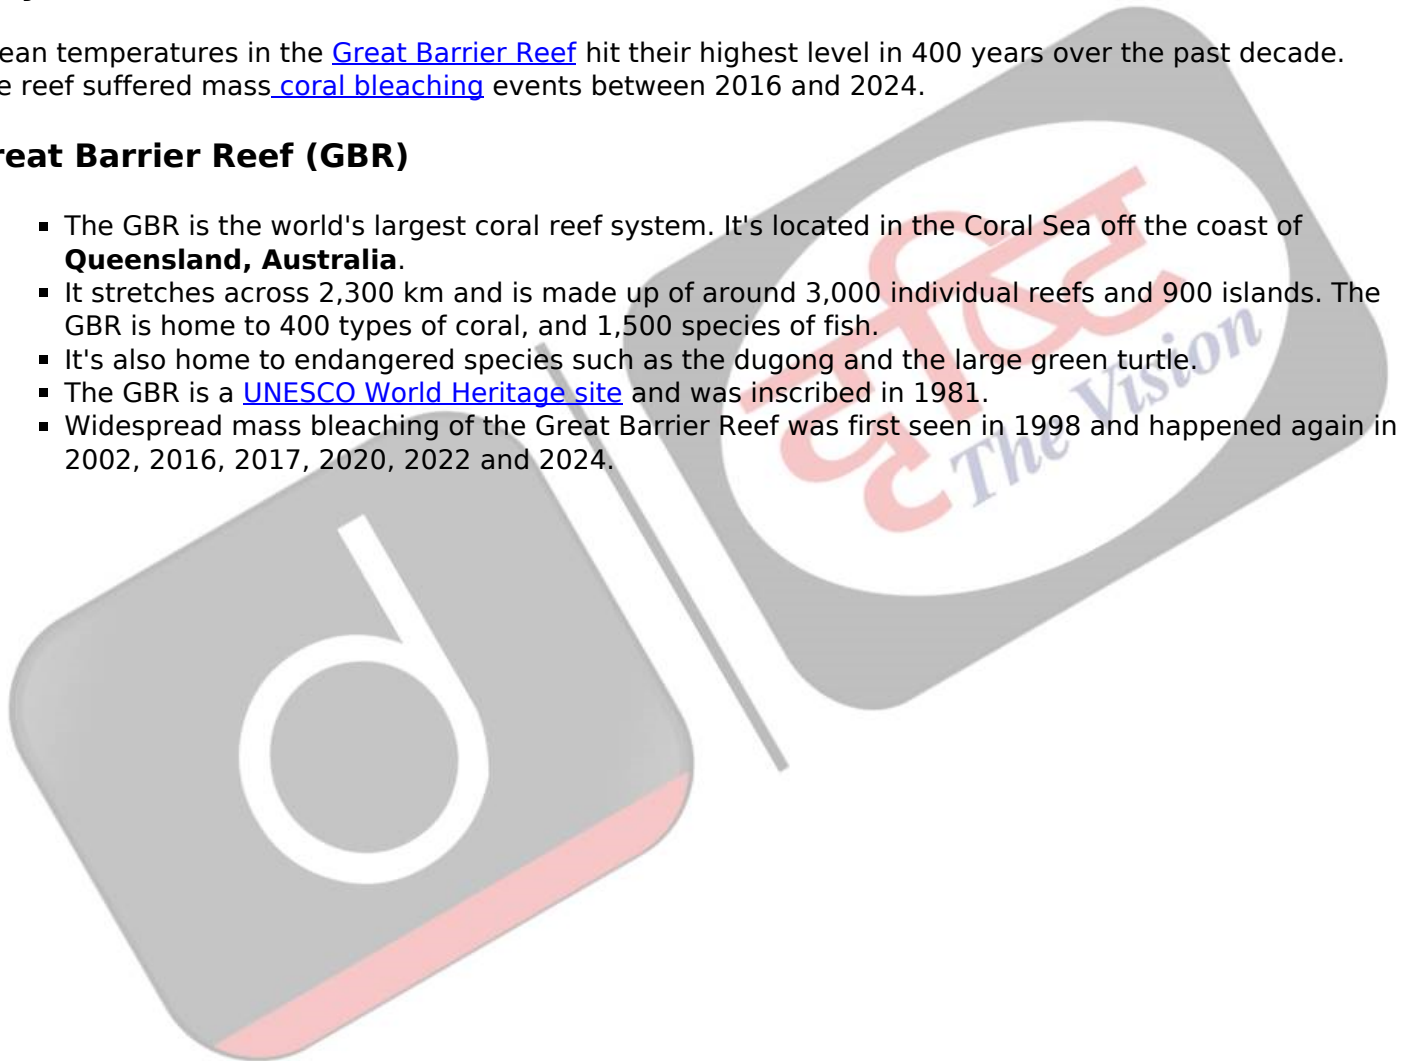 ean temperatures in the Great Barrier Reef hit their highest level in 400 years over the past decade.
e reef suffered mass coral bleaching events between 2016 and 2024.
reat Barrier Reef (GBR)
▪ The GBR is the world's largest coral reef system. It's located in the Coral Sea off the coast of
Queensland, Australia.
▪ It stretches across 2,300 km and is made up of around 3,000 individual reefs and 900 islands. The
GBR is home to 400 types of coral, and 1,500 species of fish.
▪ It's also home to endangered species such as the dugong and the large green turtle.
▪ The GBR is a UNESCO World Heritage site and was inscribed in 1981.
▪ Widespread mass bleaching of the Great Barrier Reef was first seen in 1998 and happened again in
2002, 2016, 2017, 2020, 2022 and 2024.
दृष्टि
The Vision
d